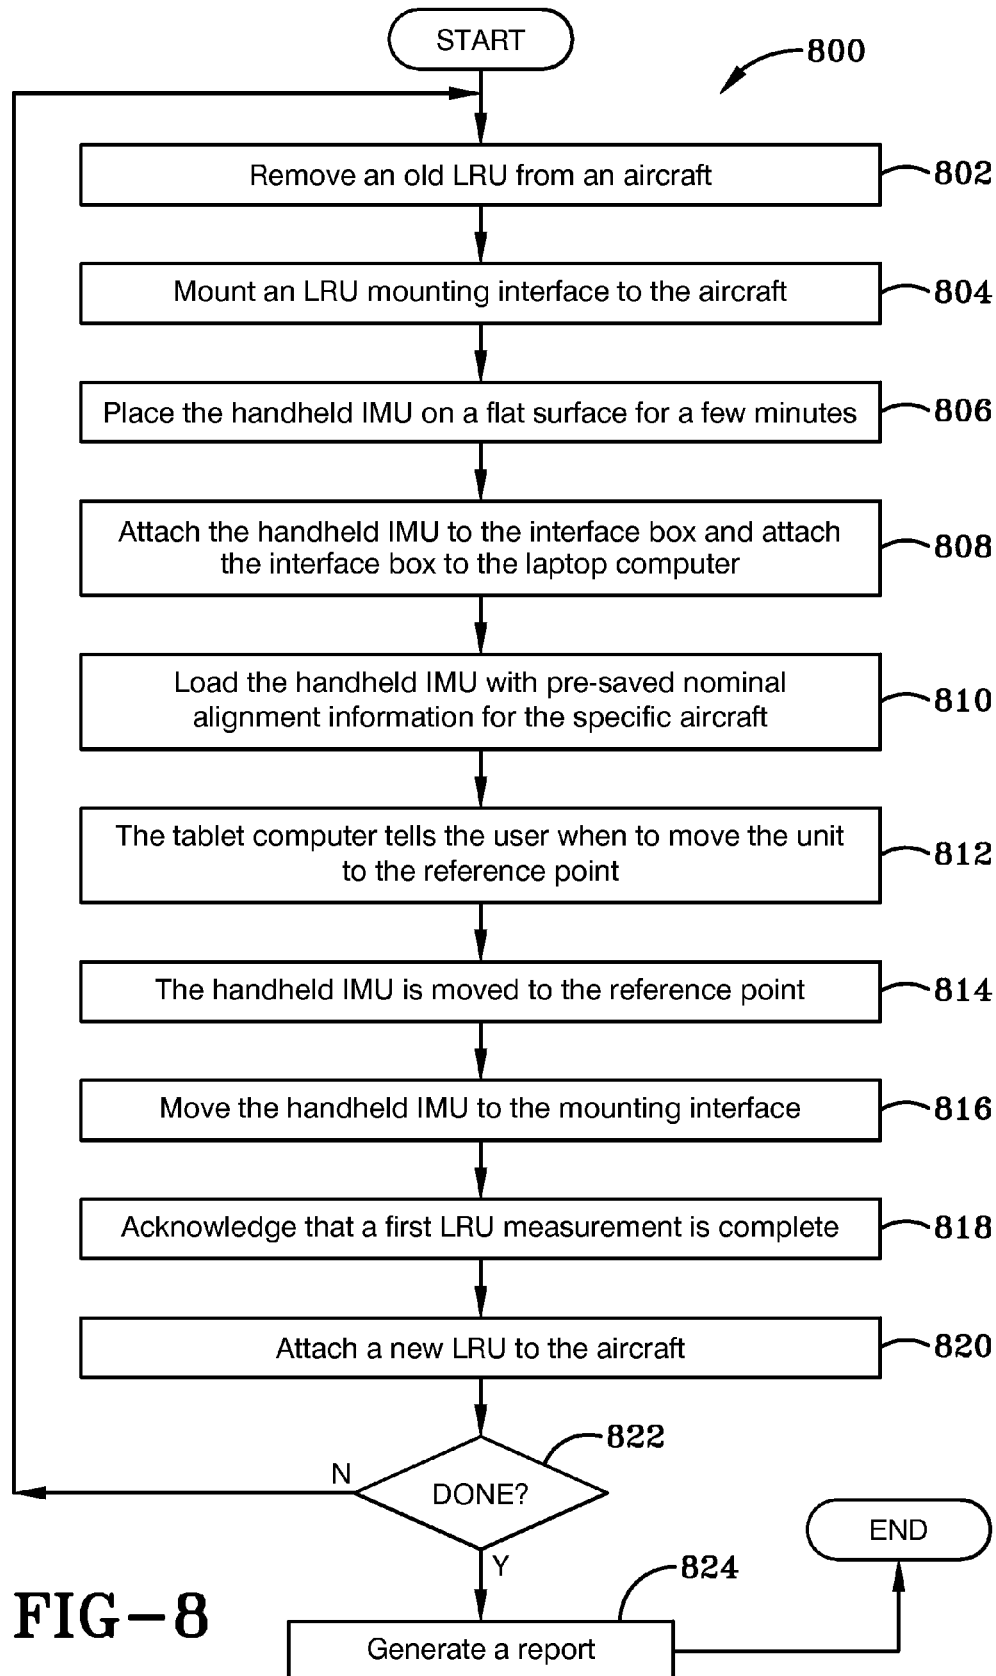 START
800
Remove an old LRU from an aircraft
802
Mount an LRU mounting interface to the aircraft
804
Place the handheld IMU on a flat surface for a few minutes
806
Attach the handheld IMU to the interface box and attach
the interface box to the laptop computer
808
Load the handheld IMU with pre-saved nominal
alignment information for the specific aircraft
810
The tablet computer tells the user when to move the unit
to the reference point
812
The handheld IMU is moved to the reference point
814
Move the handheld IMU to the mounting interface
816
Acknowledge that a first LRU measurement is complete
818
Attach a new LRU to the aircraft
820
822
N
DONE?
Y
END
824
Generate a report
FIG-8